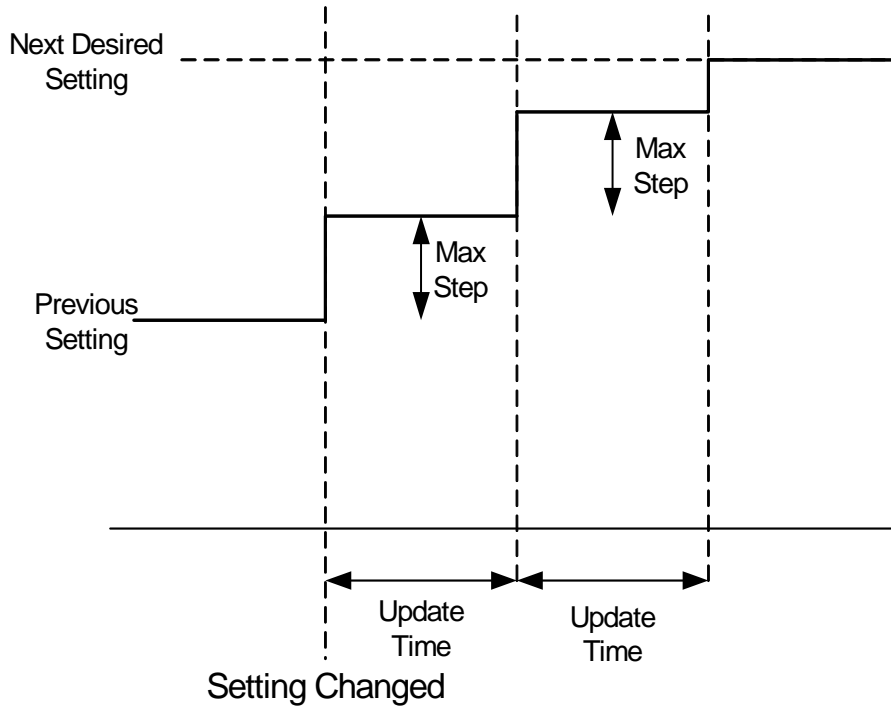 Next Desired
Setting
Max
Step
Max
Step
Previous
Setting
Update
Time
Update
Time
Setting Changed